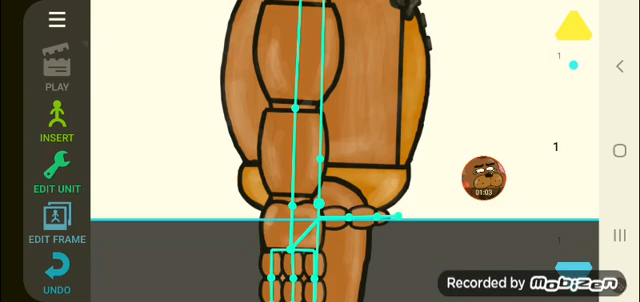 PLAY
INSERT
EDIT UNIT
EDIT FRAME
UNDO
1
1
1
01:03
Recorded by Mobizen